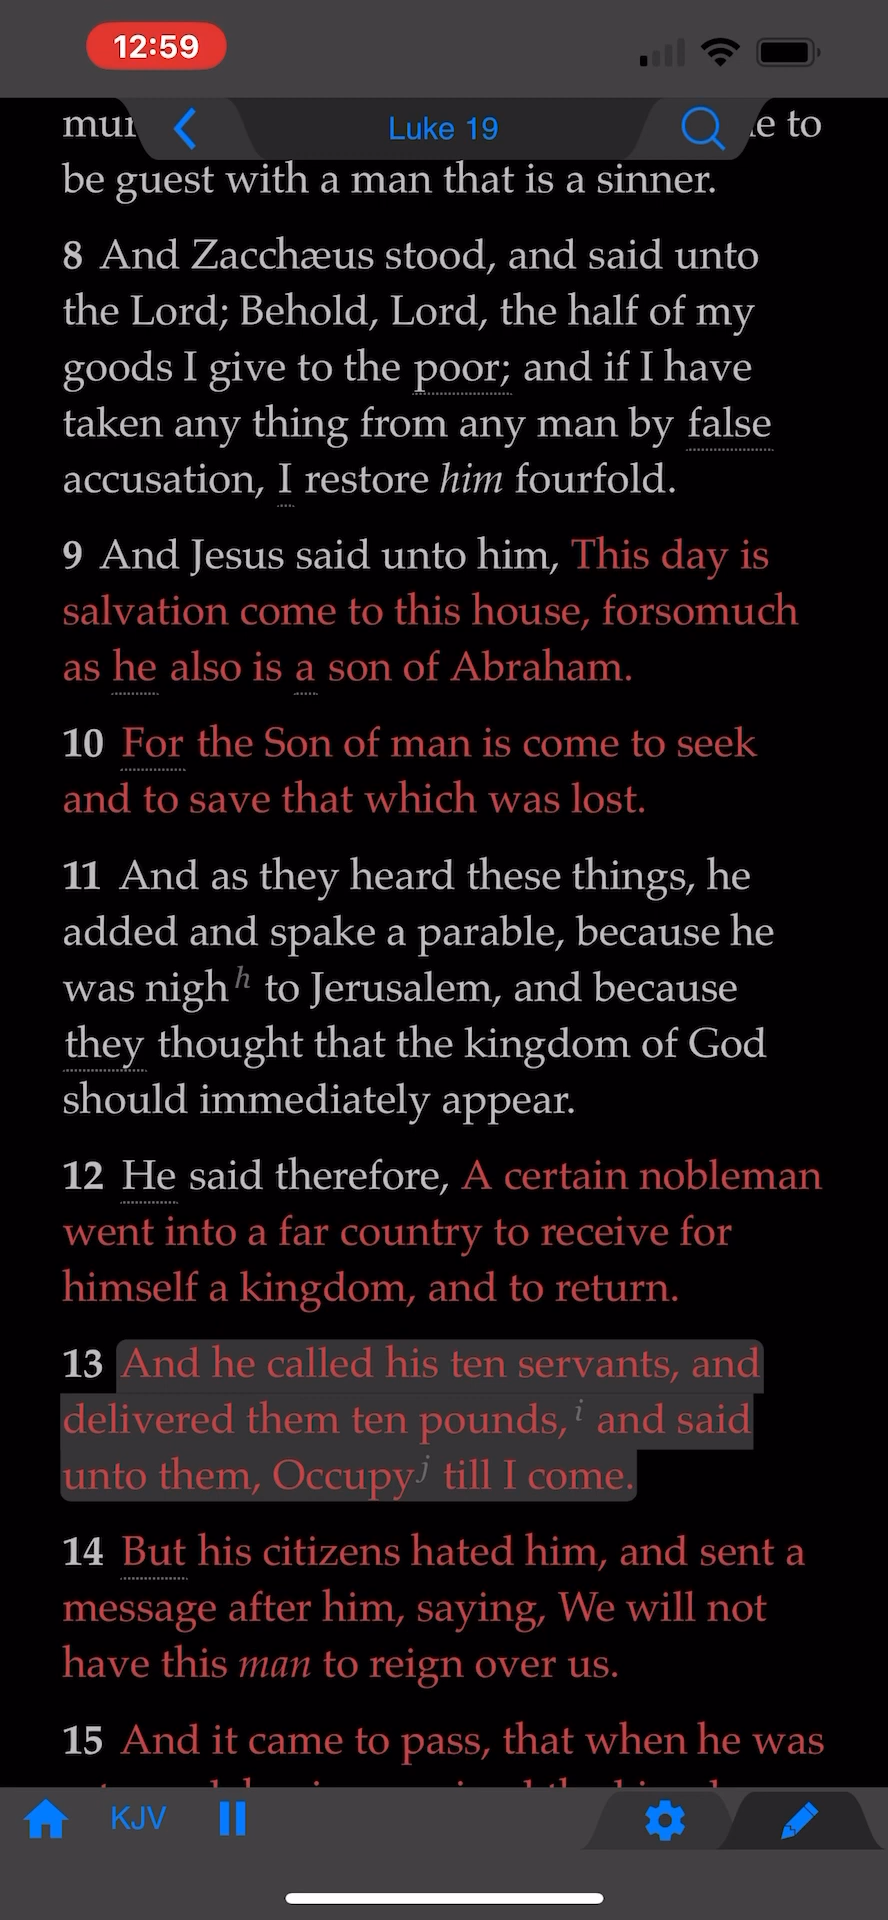 12:59
Luke 19
be guest with a man that is a sinner.
8 And Zacchæus stood, and said unto
the Lord; Behold, Lord, the half of my
goods I give to the poor; and if I have
taken any thing from any man by false
accusation, I restore him fourfold.
9 And Jesus said unto him, This day is
salvation come to this house, forsomuch
as he also is a son of Abraham.
10 For the Son of man is come to seek
and to save that which was lost.
11 And as they heard these things, he
added and spake a parable, because he
was nigh h to Jerusalem, and because
they thought that the kingdom of God
should immediately appear.
12 He said therefore, A certain nobleman
went into a far country to receive for
himself a kingdom, and to return.
13 And he called his ten servants, and
delivered them ten pounds, i and said
unto them, Occupy j till I come.
14 But his citizens hated him, and sent a
message after him, saying, We will not
have this man to reign over us.
15 And it came to pass, that when he was
KJV